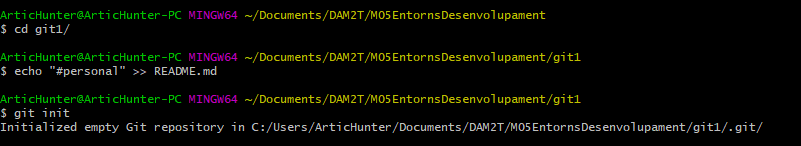 ArticHunter@ArticHunter-PC MINGW64 ~/Documents/DAM2T/M05EntornsDesenvolupament
$ cd git1/
ArticHunter@ArticHunter-PC MINGW64 ~/Documents/DAM2T/M05EntornsDesenvolupament/git1
$ echo "#personal" >> README.md
ArticHunter@ArticHunter-PC MINGW64 ~/Documents/DAM2T/M05EntornsDesenvolupament/git1
$ git init
Initialized empty Git repository in C:/Users/ArticHunter/Documents/DAM2T/M05EntornsDesenvolupament/git1/.git/